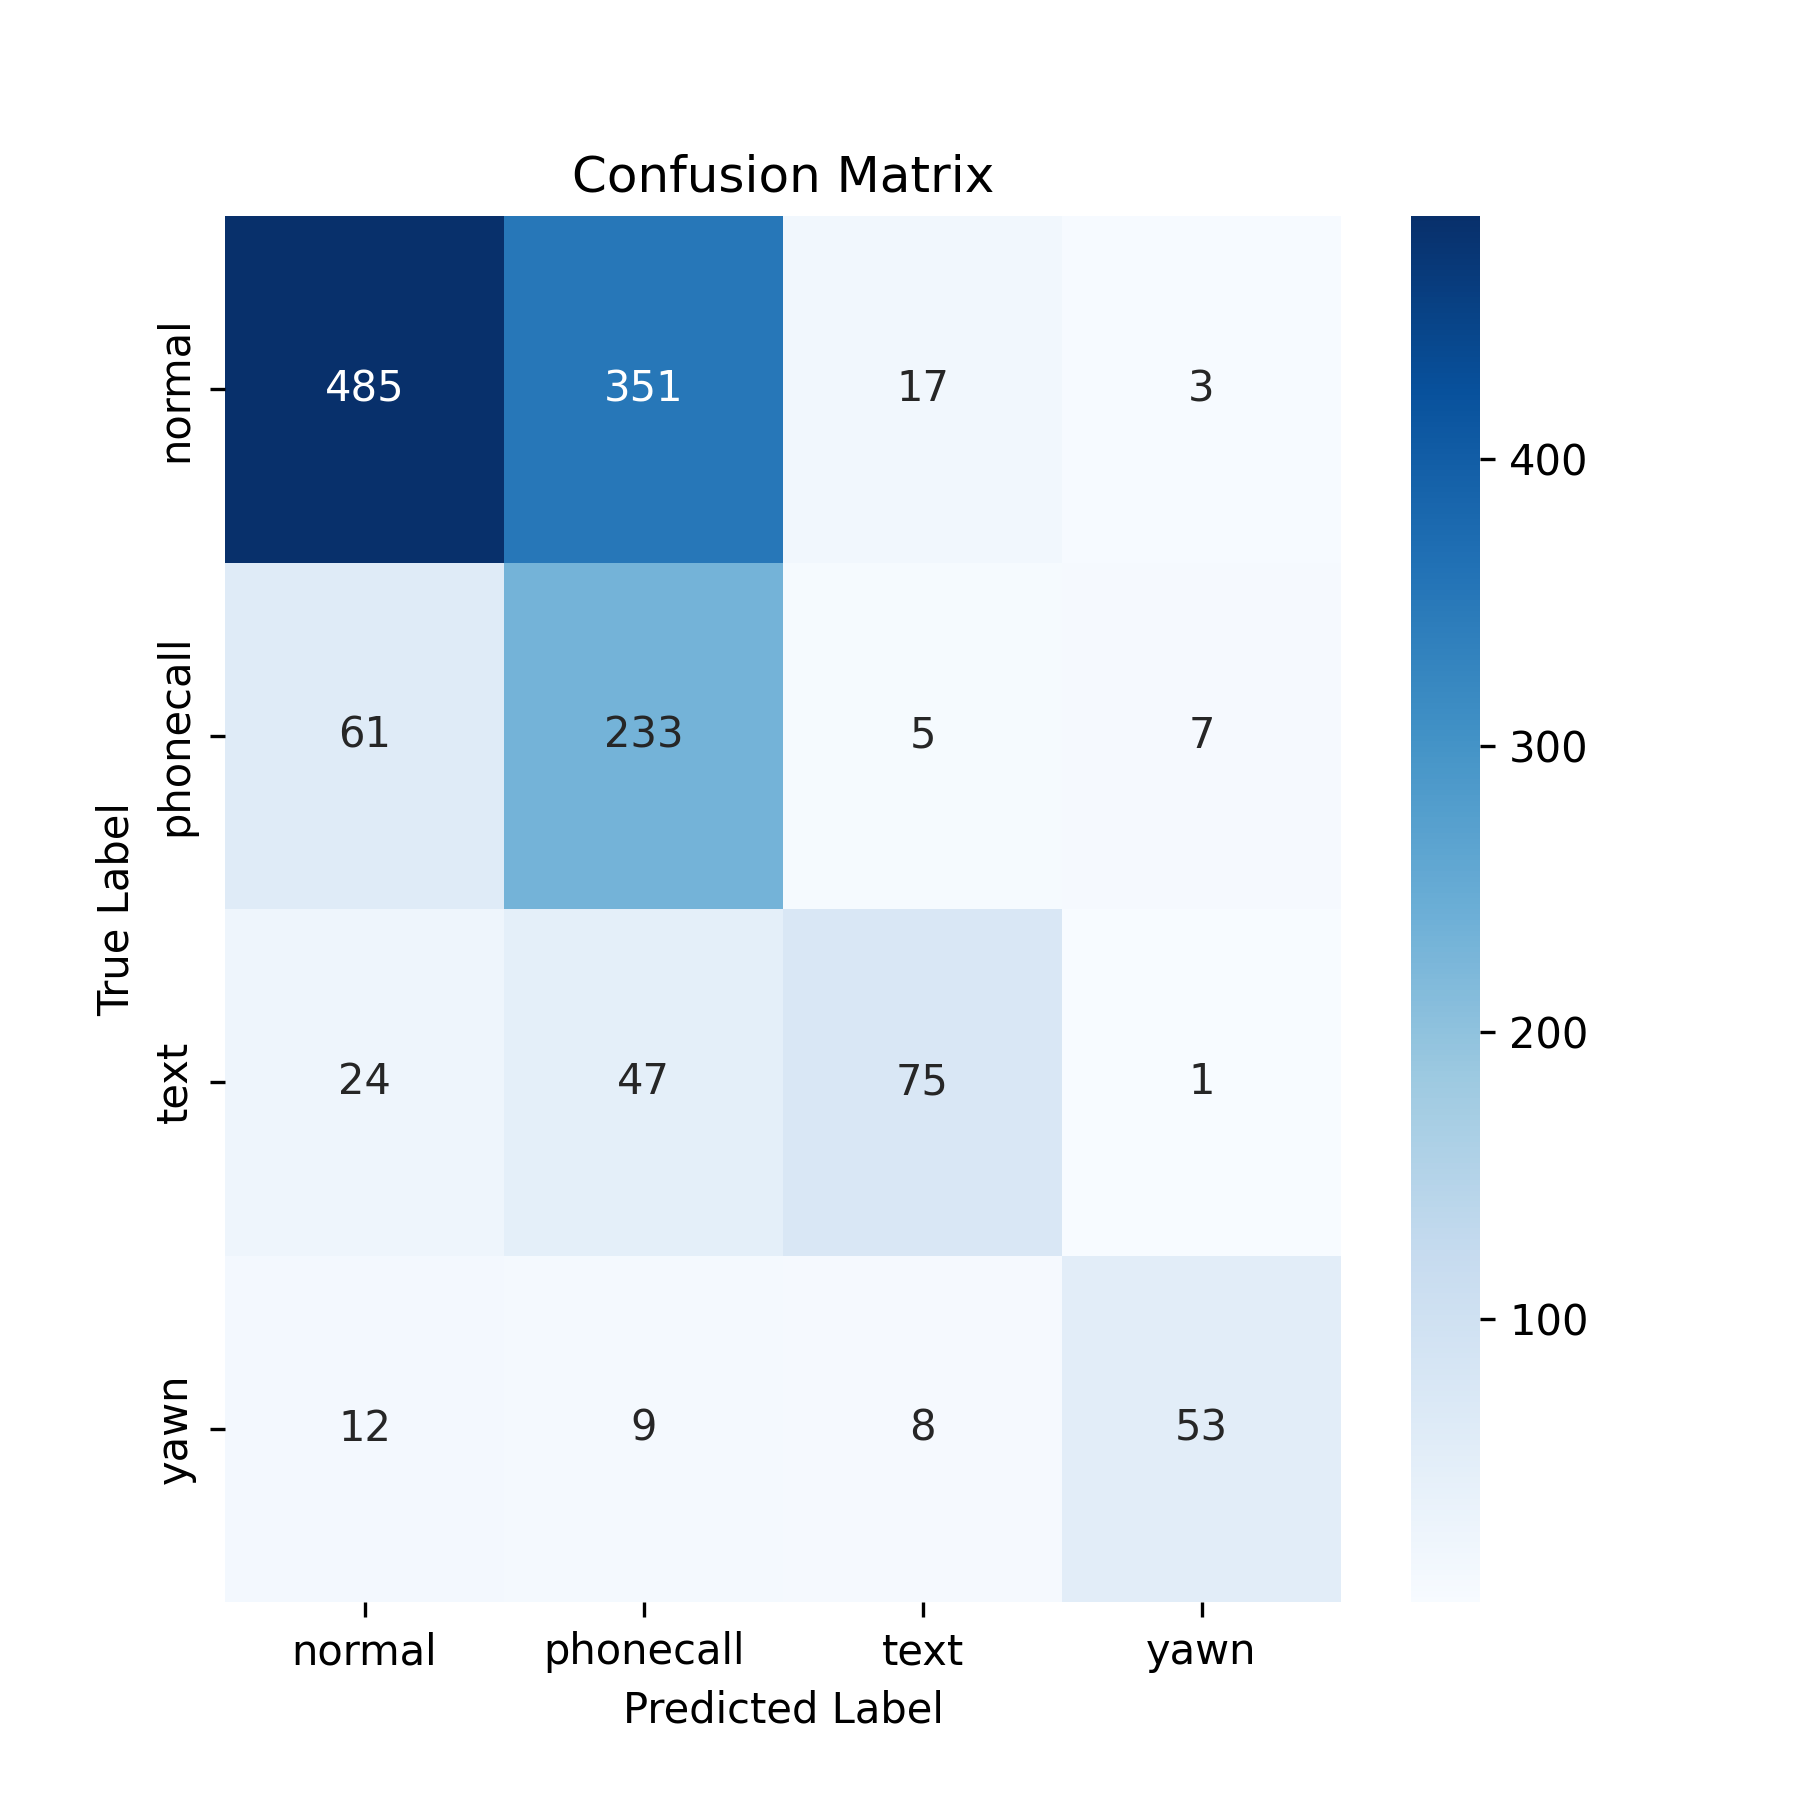 Confusion Matrix
normal
485 351 17 3
400
phonecall
61 233 5 7
300
True Label
text
24 47 75 1
200
100
yawn
12 9 8 53
normal phonecall text yawn
Predicted Label